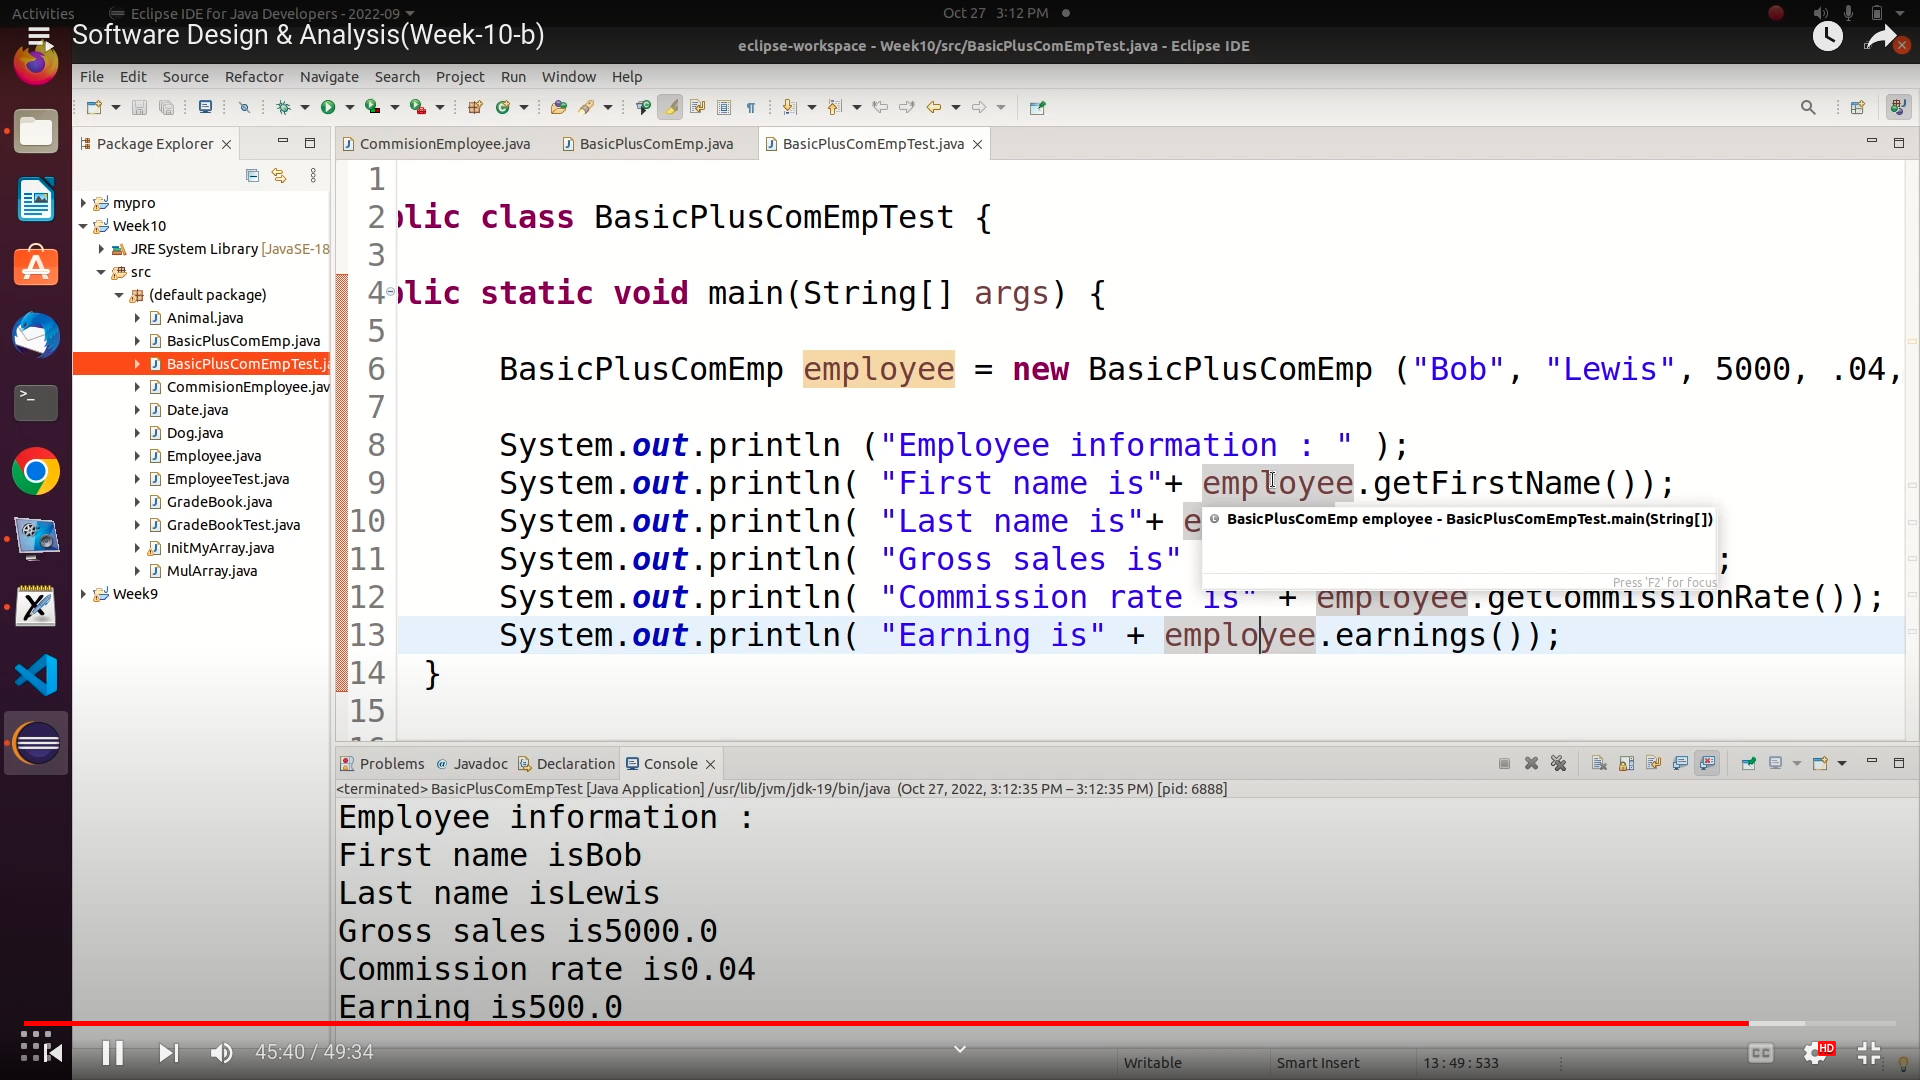 Activities
Eclipse IDE for Java Developers - 2022-09
Oct 27 3:12 PM
Software Design & Analysis(Week-10-b)
eclipse-workspace - Week10/src/BasicPlusComEmpTest.java - Eclipse IDE
File Edit Source Refactor Navigate Search Project Run Window Help
Package Explorer
CommisionEmployee.java
BasicPlusComEmp.java
BasicPlusComEmpTest.java
mypro
Week10
JRE System Library [JavaSE-18
src
(default package)
Animal.java
BasicPlusComEmp.java
BasicPlusComEmpTest.ja
CommisionEmployee.jav
Date.java
Dog.java
Employee.java
EmployeeTest.java
GradeBook.java
GradeBookTest.java
InitMyArray.java
MulArray.java
Week9
1
2 blic class BasicPlusComEmpTest {
3
4 blic static void main(String[] args) {
5
6 BasicPlusComEmp employee = new BasicPlusComEmp ("Bob", "Lewis", 5000, .04,
7
8 System.out.println ("Employee information : " );
9 System.out.println( "First name is"+ employee.getFirstName());
10 System.out.println( "Last name is"+ e
BasicPlusComEmp employee - BasicPlusComEmpTest.main(String[])
11 System.out.println( "Gross sales is" ;
Press 'F2' for focus
12 System.out.println( "Commission rate is" + employee.getCommissionRate());
13 System.out.println( "Earning is" + employee.earnings());
14 }
15
16
Problems
Javadoc
Declaration
Console
<terminated> BasicPlusComEmpTest [Java Application] /usr/lib/jvm/jdk-19/bin/java (Oct 27, 2022, 3:12:35 PM – 3:12:35 PM) [pid: 6888]
Employee information :
First name isBob
Last name isLewis
Gross sales is5000.0
Commission rate is0.04
Earning is500.0
45:40 / 49:34
Writable
Smart Insert
13 : 49 : 533
CC
HD